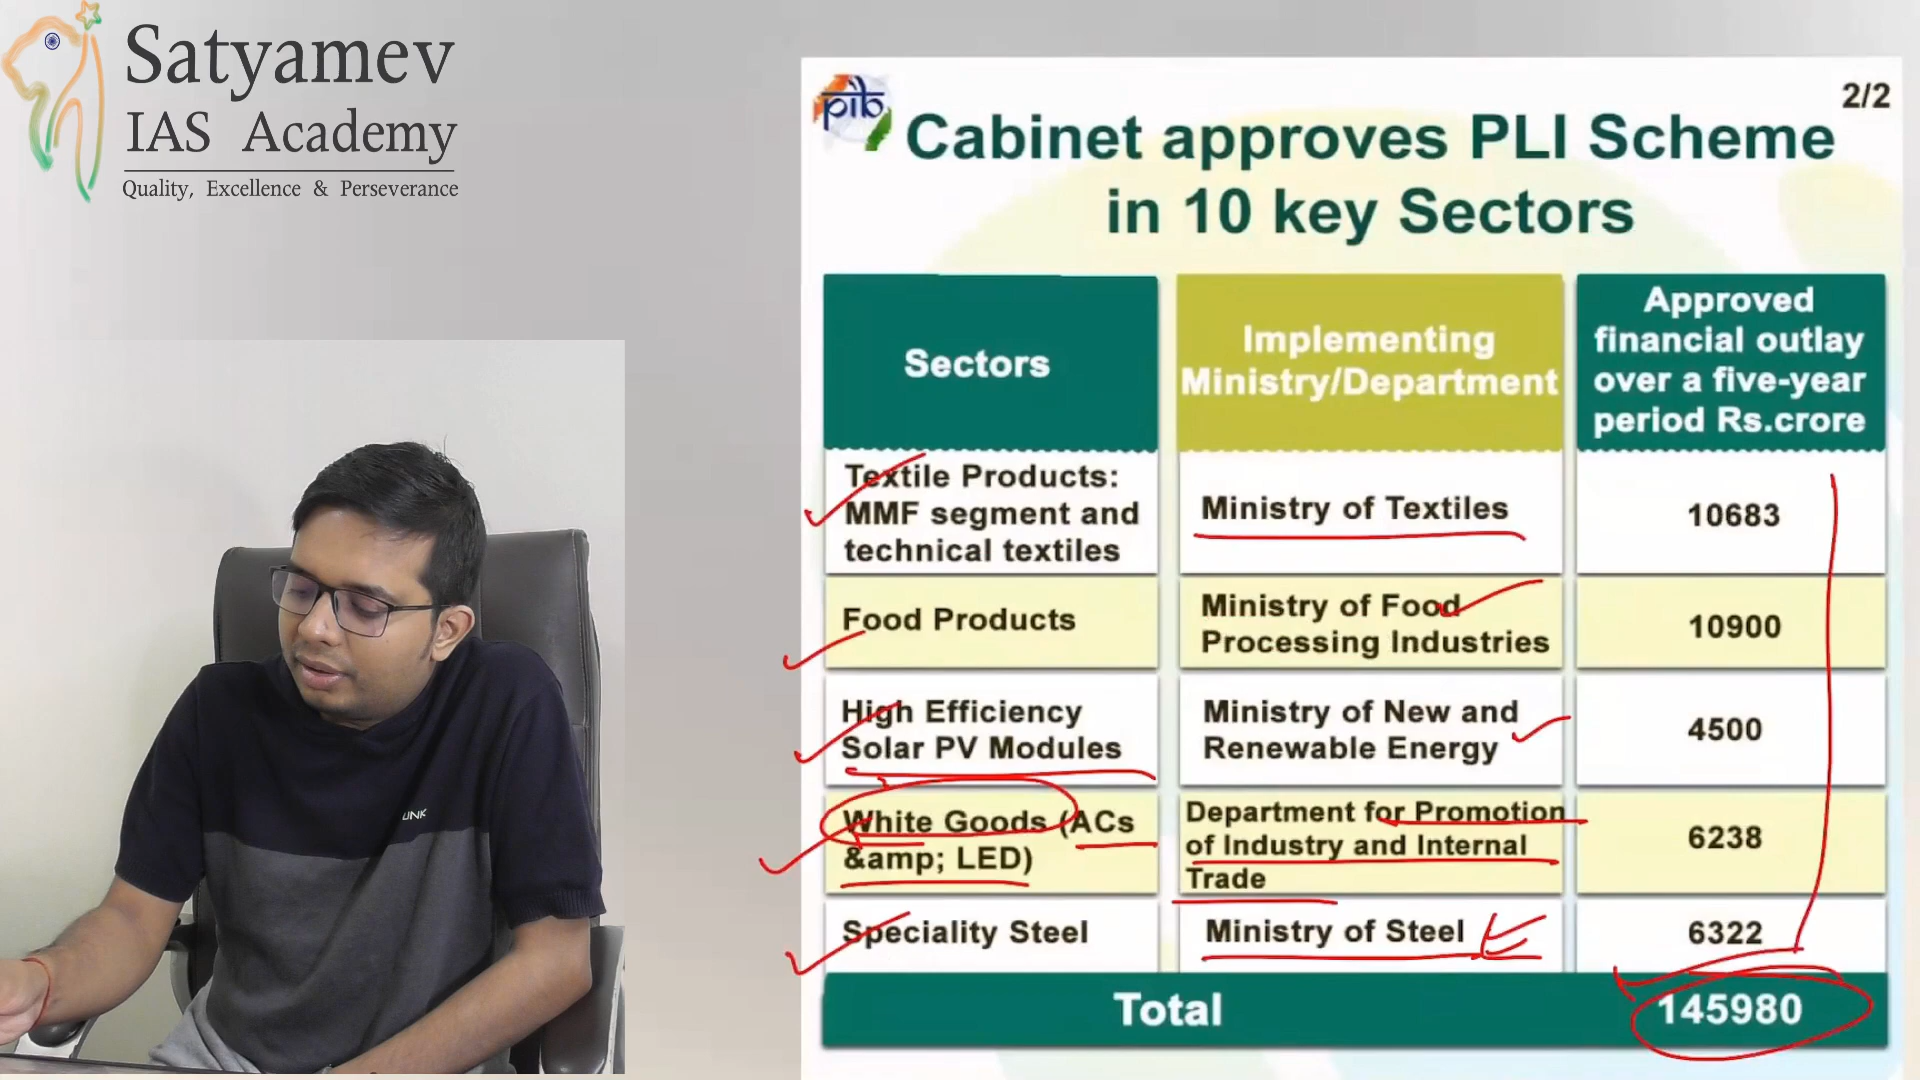 Satyamev
IAS Academy
Quality, Excellence & Perseverance
pib
2/2
Cabinet approves PLI Scheme
in 10 key Sectors
Sectors
Implementing
Ministry/Department
Approved
financial outlay
over a five-year
period Rs.crore
Textile Products:
MMF segment and
technical textiles
Ministry of Textiles
10683
Food Products
Ministry of Food
Processing Industries
10900
High Efficiency
Solar PV Modules
Ministry of New and
Renewable Energy
4500
White Goods (ACs
&amp; LED)
Department for Promotion
of Industry and Internal
Trade
6238
Speciality Steel
Ministry of Steel
6322
Total
145980